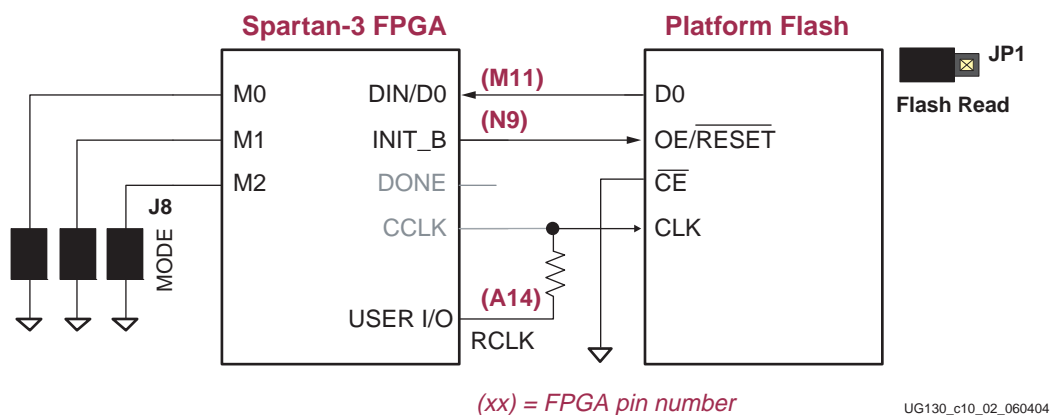 Spartan-3 FPGA
Platform Flash
JP1
Flash Read
M0
DIN/D0
(M11)
D0
M1
INIT_B
(N9)
OE/RESET
M2
DONE
CE
J8
MODE
CCLK
CLK
USER I/O
(A14)
RCLK
(xx) = FPGA pin number
UG130_c10_02_060404